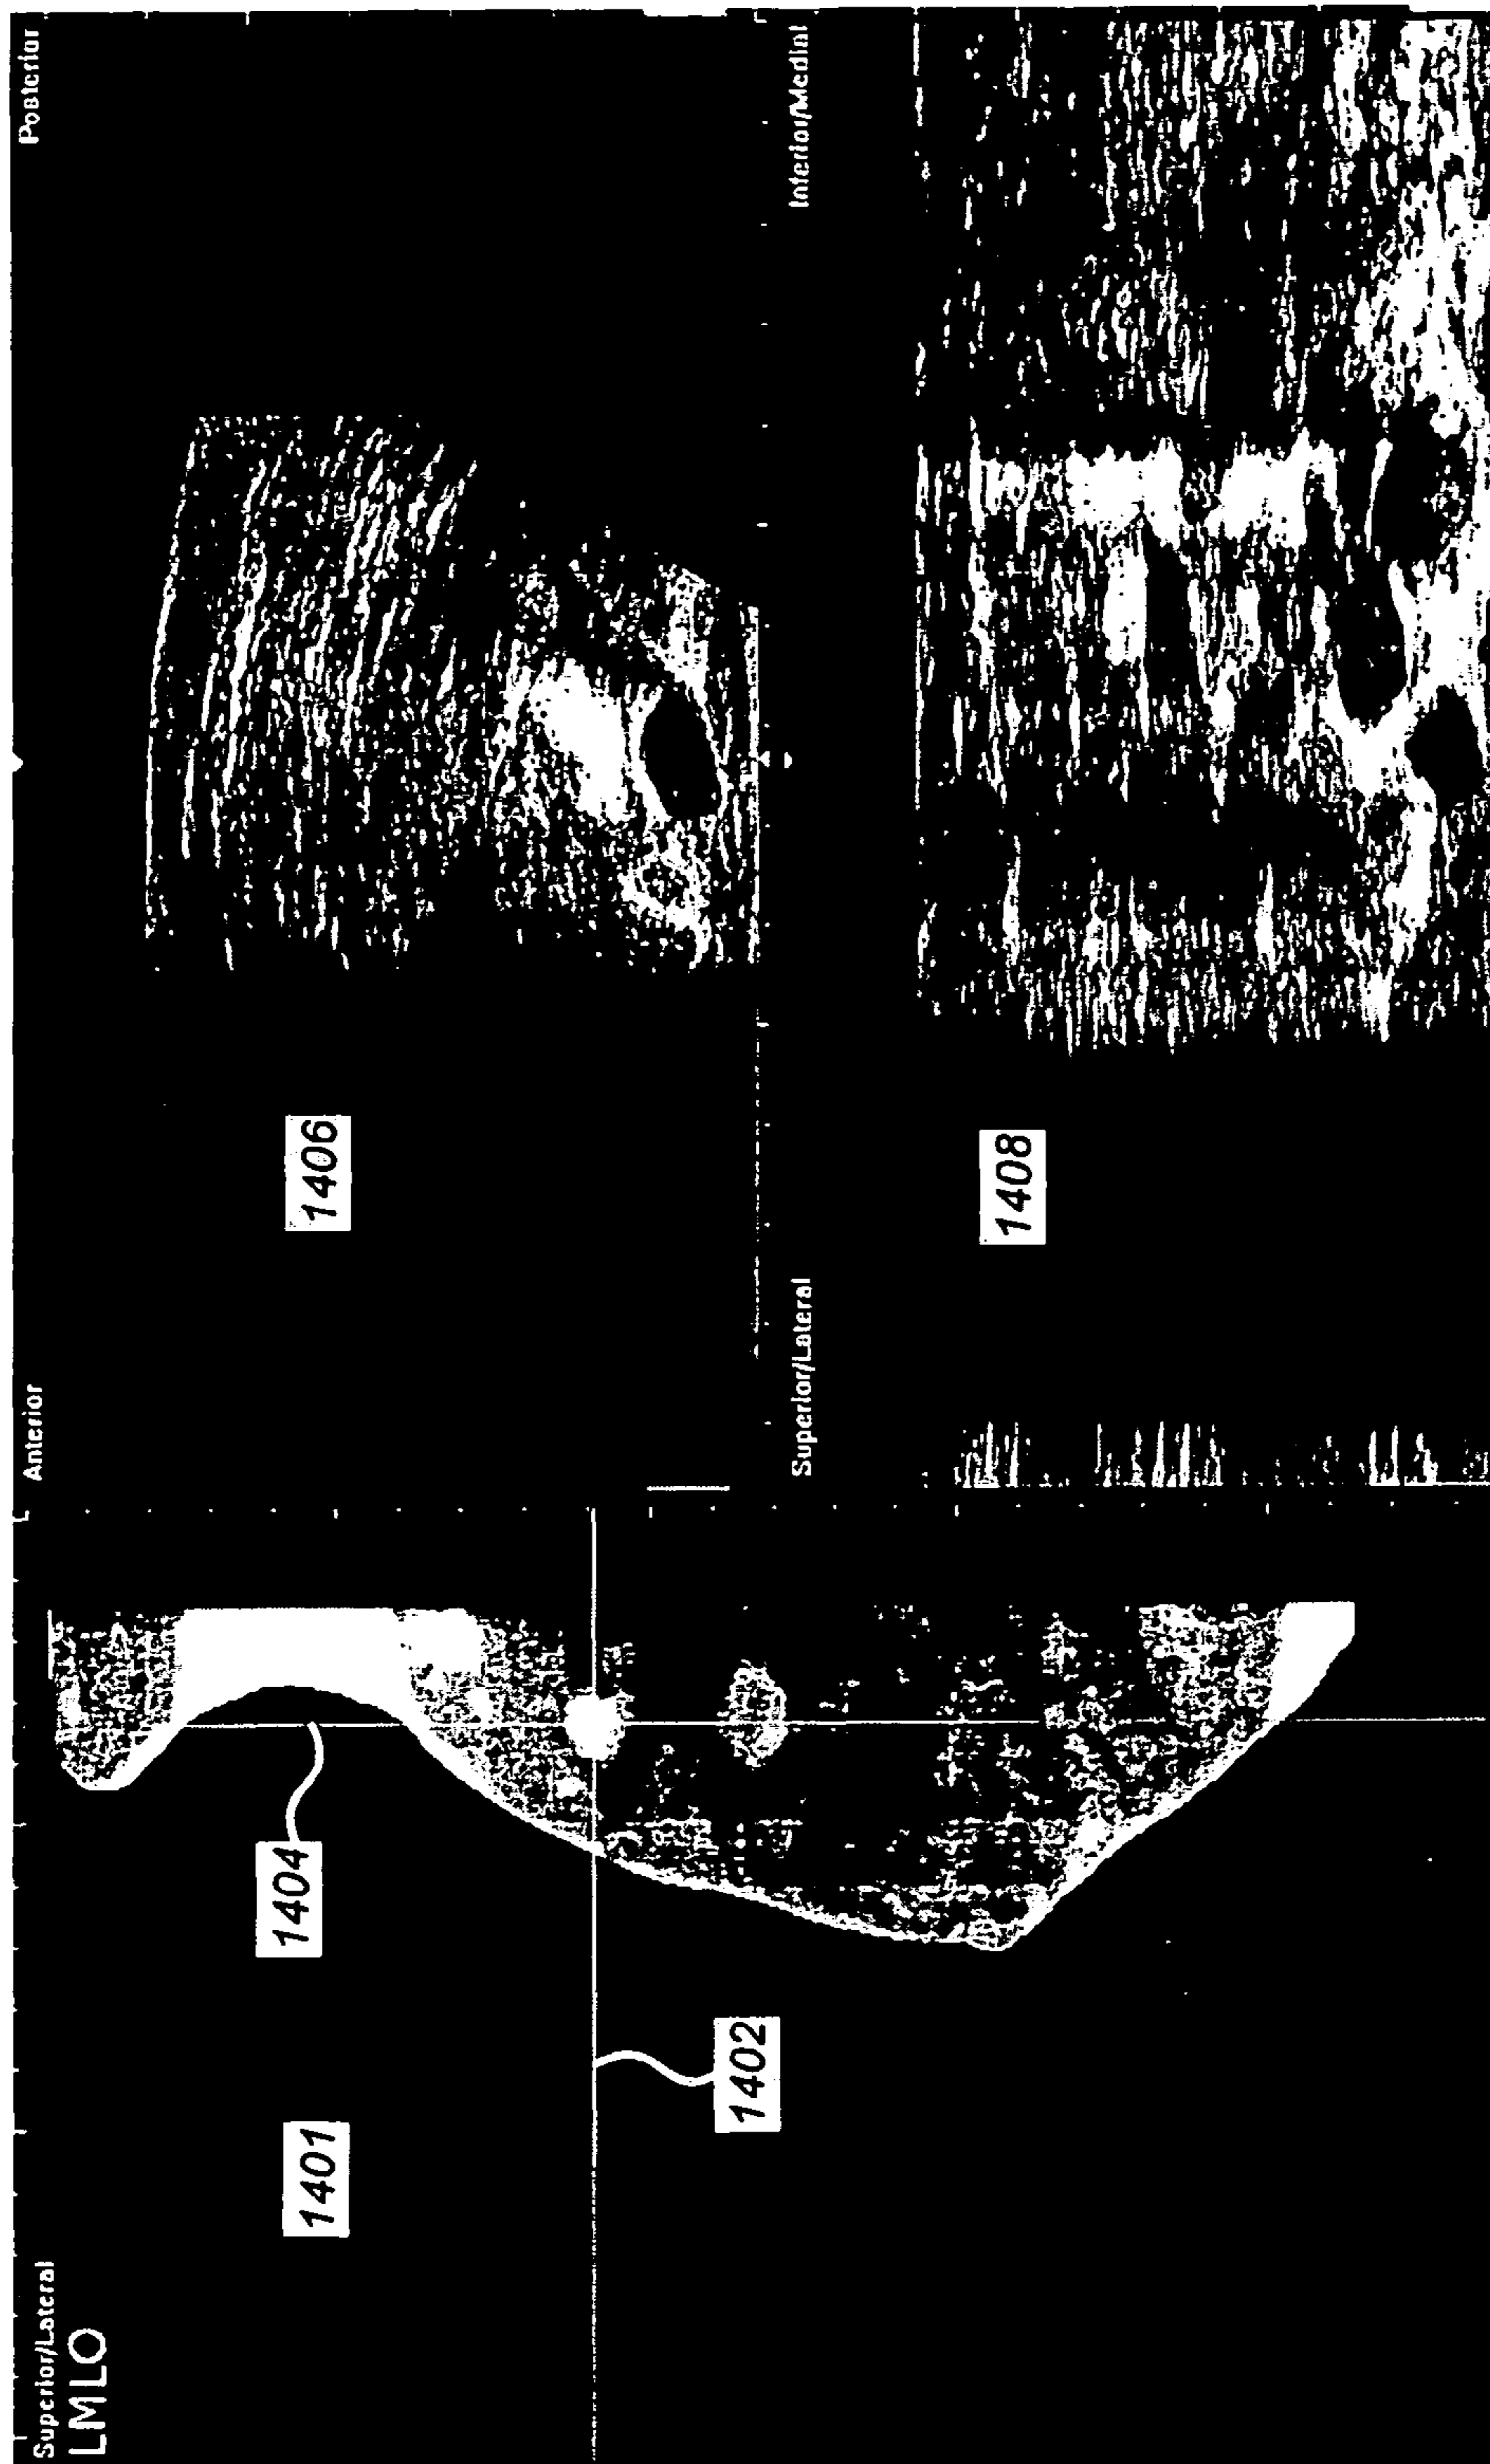 Superior/Lateral
LMLO
1401
1402
1404
Anterior
Posterior
1406
Superior/Lateral
Inferior/Medial
1408